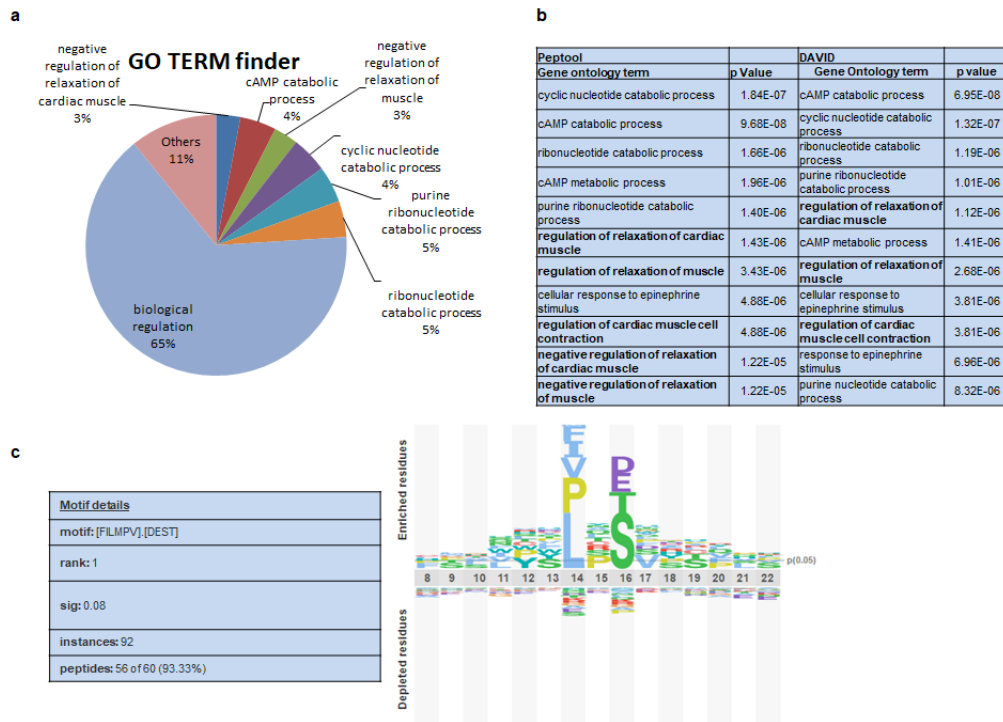 a
GO TERM finder
negative
regulation of
relaxation of
cardiac muscle
3%
cAMP catabolic
process
4%
negative
regulation of
relaxation of
muscle
3%
cyclic nucleotide
catabolic process
4%
purine
ribonucleotide
catabolic process
5%
ribonucleotide
catabolic process
5%
biological
regulation
65%
Others
11%
b
Peptool DAVID
Gene ontology term p Value Gene Ontology term p value
cyclic nucleotide catabolic process 1.84E-07 cAMP catabolic process 6.95E-08
cAMP catabolic process 9.68E-08 cyclic nucleotide catabolic process 1.32E-07
ribonucleotide catabolic process 1.66E-06 ribonucleotide catabolic process 1.19E-06
cAMP metabolic process 1.96E-06 purine ribonucleotide catabolic process 1.01E-06
purine ribonucleotide catabolic process 1.40E-06 regulation of relaxation of cardiac muscle 1.12E-06
regulation of relaxation of cardiac muscle 1.43E-06 cAMP metabolic process 1.41E-06
regulation of relaxation of muscle 3.43E-06 regulation of relaxation of muscle 2.68E-06
cellular response to epinephrine stimulus 4.88E-06 cellular response to epinephrine stimulus 3.81E-06
regulation of cardiac muscle cell contraction 4.88E-06 regulation of cardiac muscle cell contraction 3.81E-06
negative regulation of relaxation of cardiac muscle 1.22E-05 response to epinephrine stimulus 6.96E-06
negative regulation of relaxation of muscle 1.22E-05 purine nucleotide catabolic process 8.32E-06
c
Motif details
motif: [FILMPV].[DEST]
rank: 1
sig: 0.08
instances: 92
peptides: 56 of 60 (93.33%)
Enriched residues
I
V
P
L
D
E
T
S
p(0.05)
8 9 10 11 12 13 14 15 16 17 18 19 20 21 22
Depleted residues